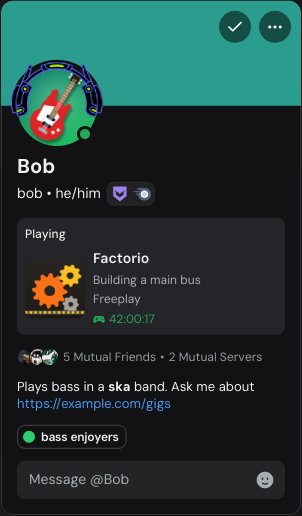 Bob
bob • he/him
Playing
Factorio
Building a main bus
Freeplay
42:00:17
5 Mutual Friends • 2 Mutual Servers
Plays bass in a ska band. Ask me about
https://example.com/gigs
bass enjoyers
Message @Bob